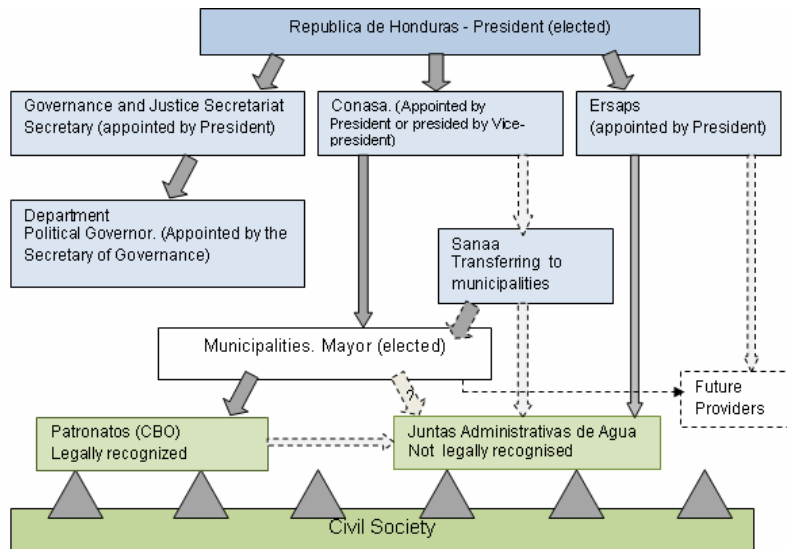 Republica de Honduras - President (elected)
Governance and Justice Secretariat
Secretary (appointed by President)
Conasa. (Appointed by
President or presided by Vice-
president)
Ersaps
(appointed by President)
Department
Political Governor. (Appointed by the
Secretary of Governance)
Sanaa
Transferring to
municipalities
Municipalities. Mayor (elected)
?
Future
Providers
Patronatos (CBO)
Legally recognized
Juntas Administrativas de Agua
Not legally recognised
Civil Society